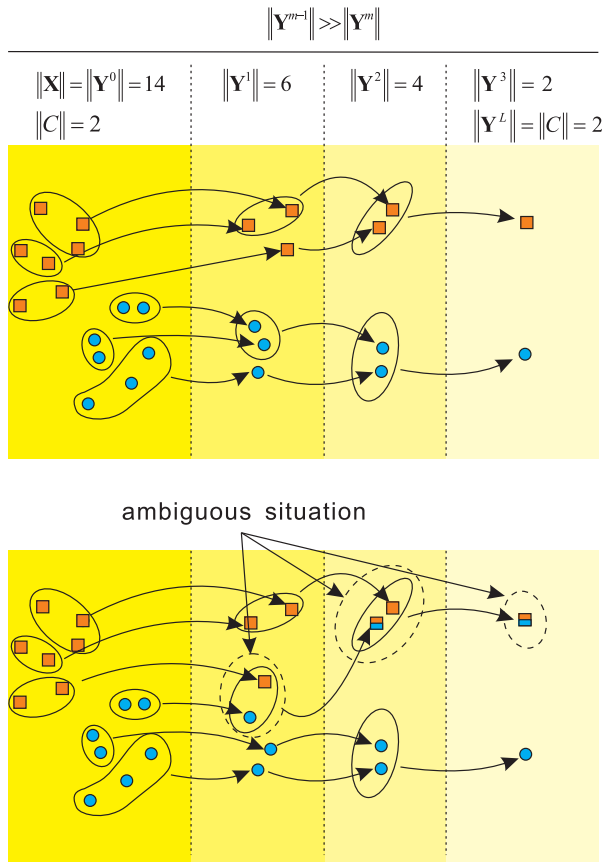 ‖Y^{m-1}‖ >> ‖Y^m‖
‖X‖ = ‖Y^0‖ = 14
‖C‖ = 2
‖Y^1‖ = 6
‖Y^2‖ = 4
‖Y^3‖ = 2
‖Y^L‖ = ‖C‖ = 2
ambiguous situation